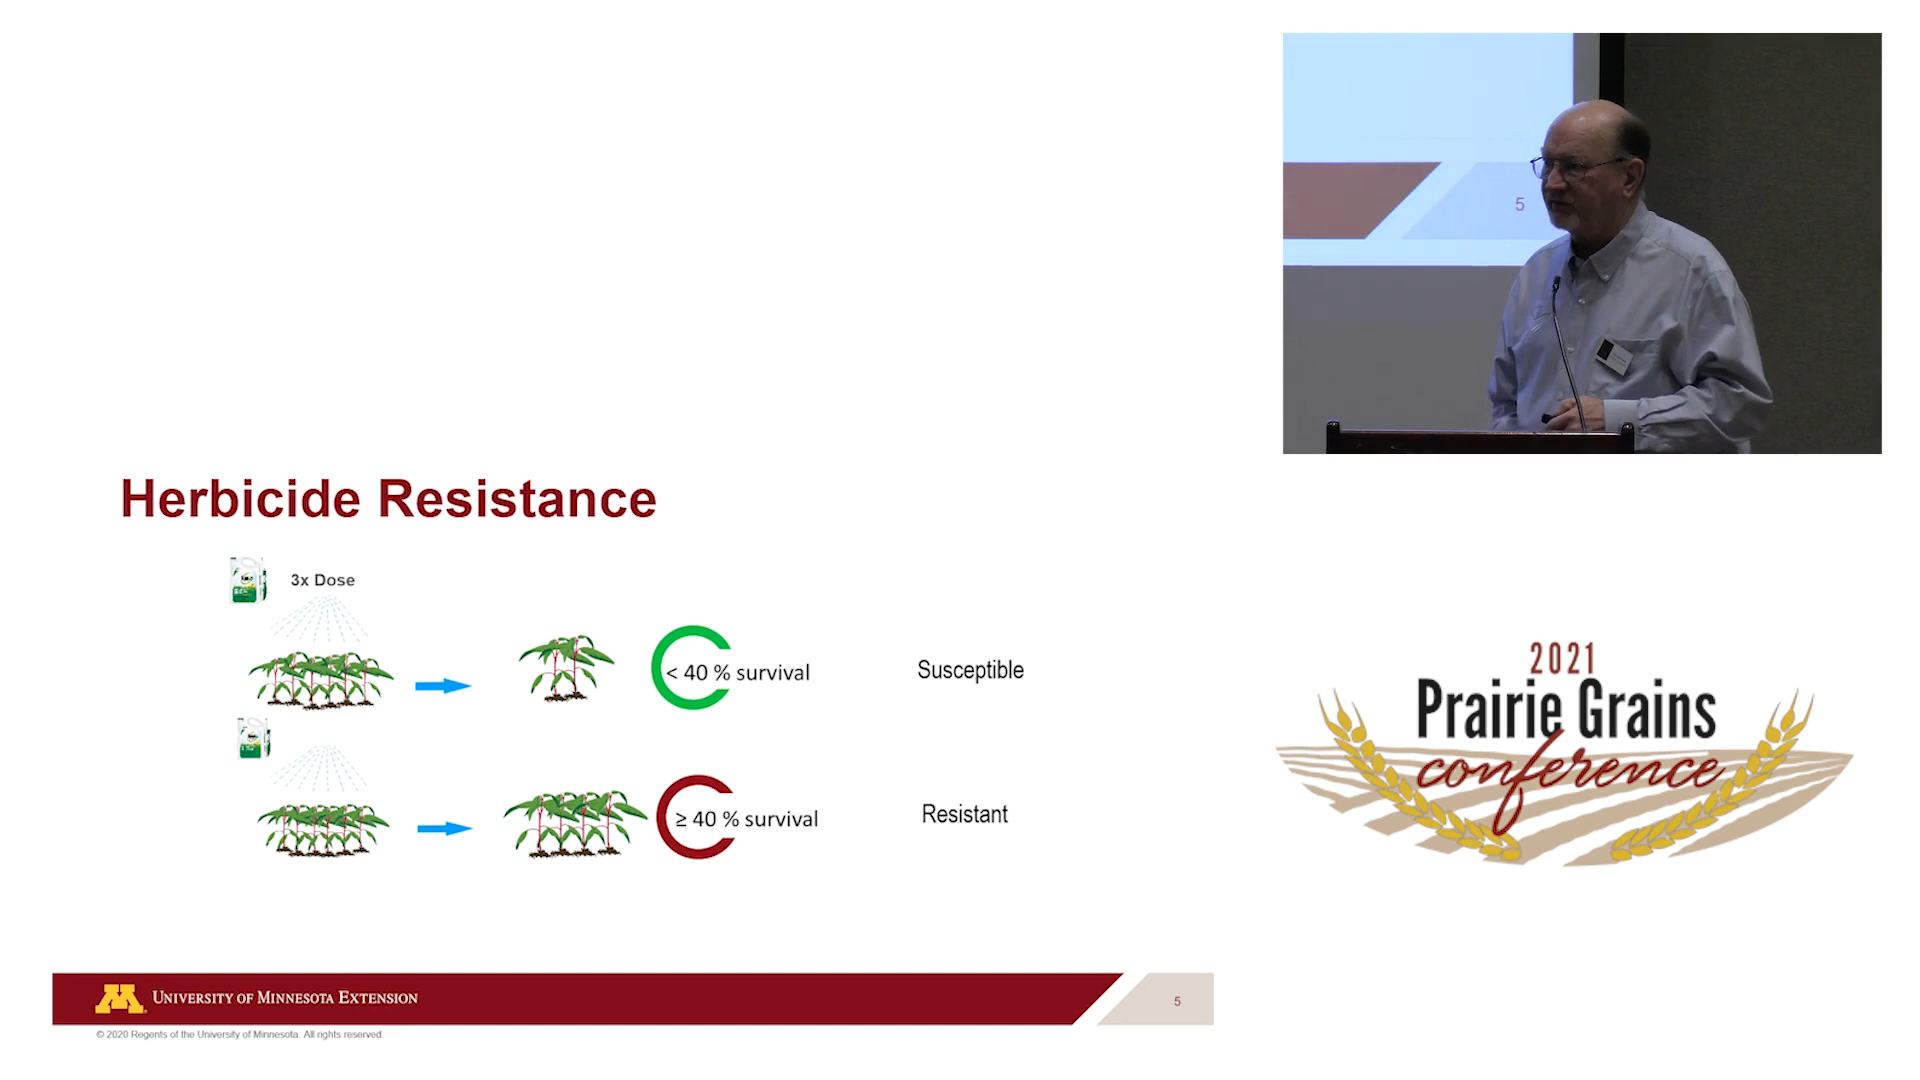 5
Herbicide Resistance
3x Dose
< 40 % survival
Susceptible
≥ 40 % survival
Resistant
2021
Prairie Grains
conference
M
UNIVERSITY OF MINNESOTA EXTENSION
5
© 2020 Regents of the University of Minnesota. All rights reserved.